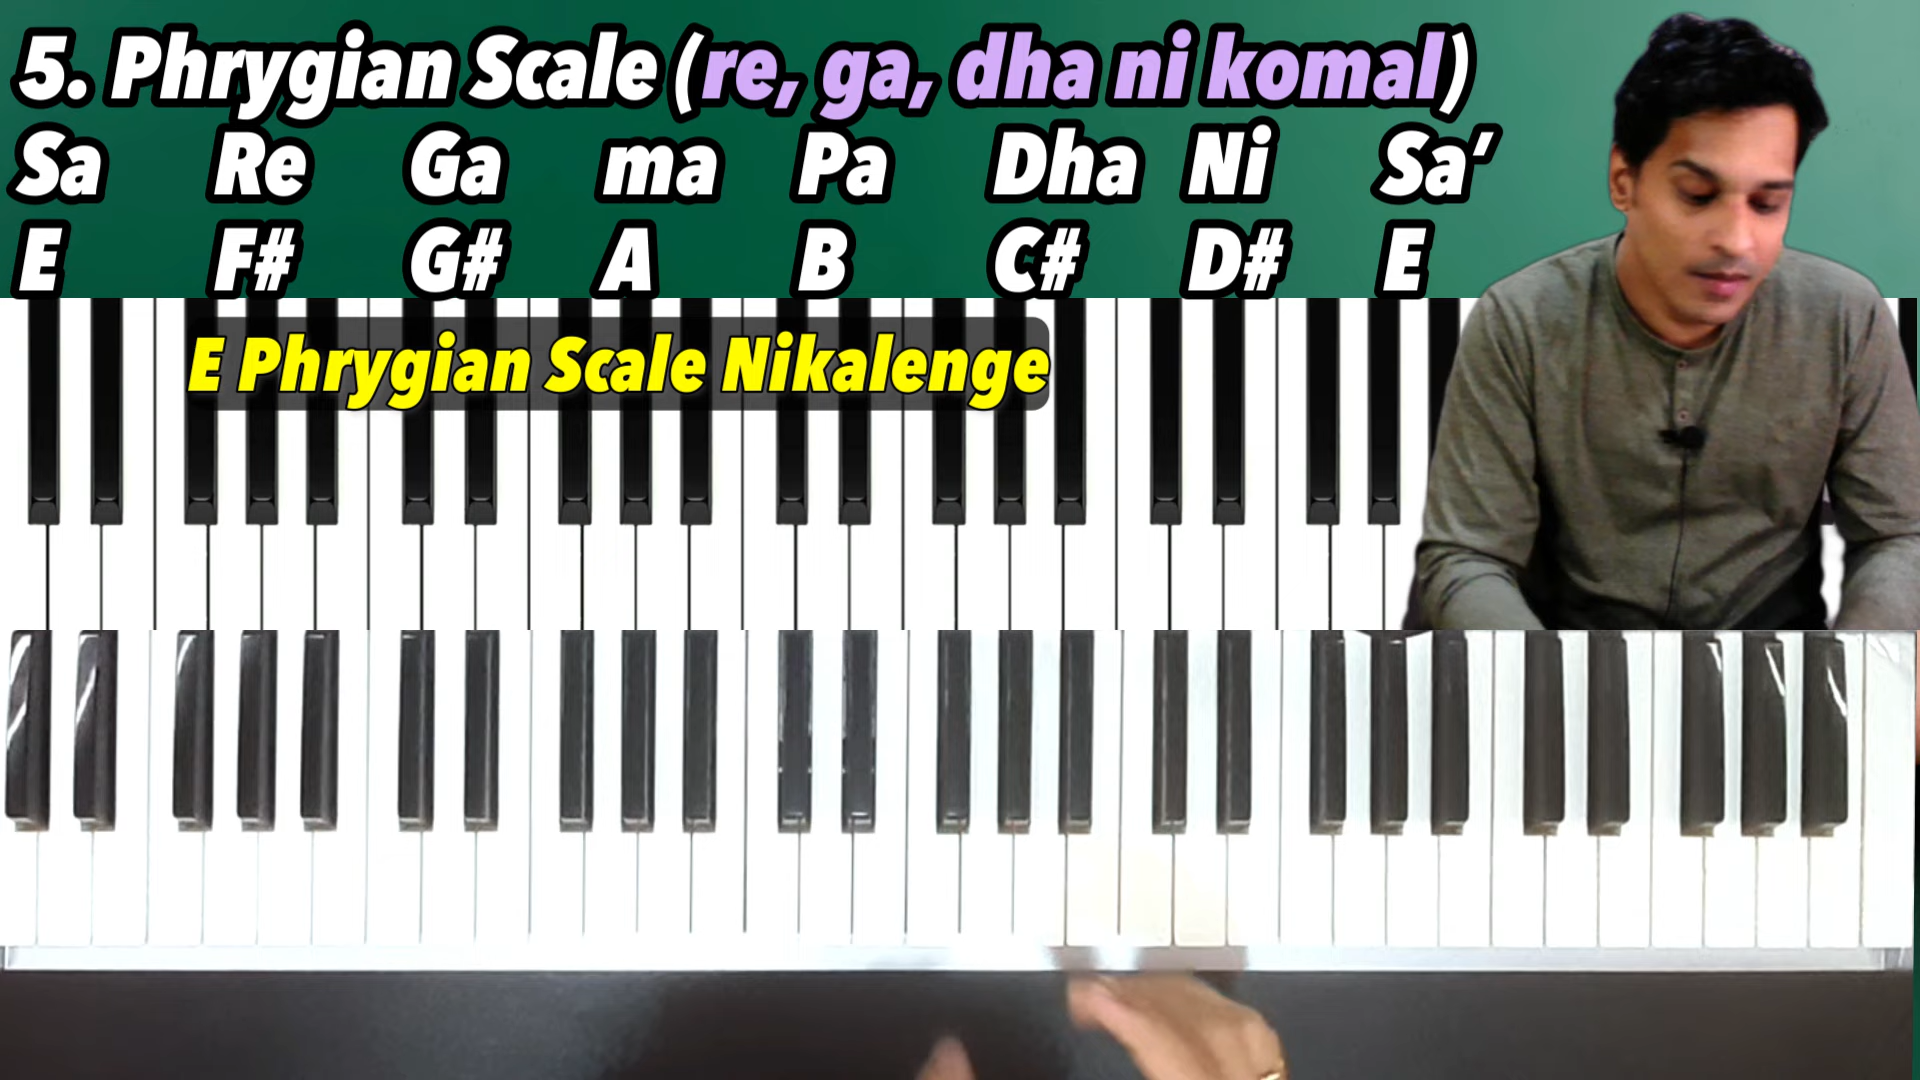 5. Phrygian Scale (re, ga, dha ni komal)
Sa Re Ga ma Pa Dha Ni Sa’
E F# G# A B C# D# E
E Phrygian Scale Nikalenge